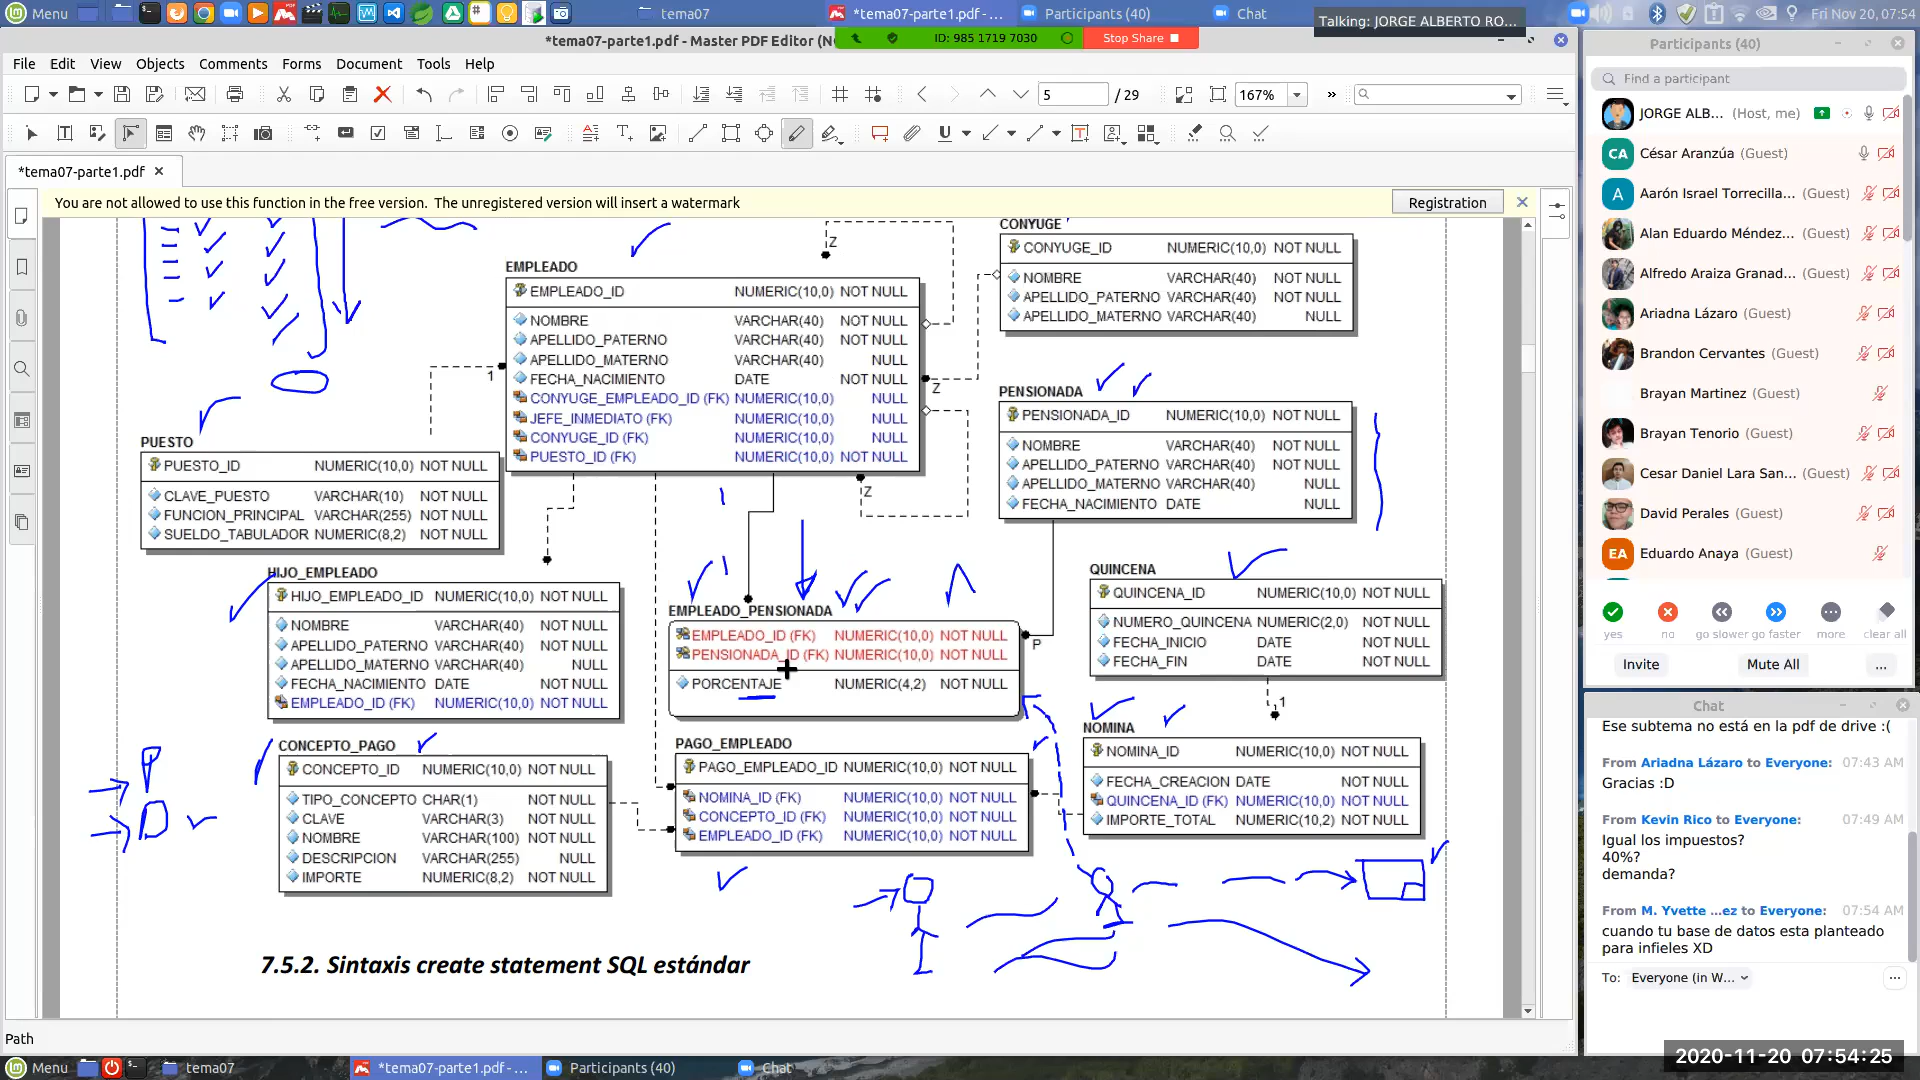 Menu
tema07
*tema07-parte1.pdf - ...
Participants (40)
Chat
Talking: JORGE ALBERTO RO...
Fri Nov 20, 07:54
*tema07-parte1.pdf - Master PDF Editor (No
ID: 985 1719 7030
Stop Share
File Edit View Objects Comments Forms Document Tools Help
5 / 29
167%
*tema07-parte1.pdf
You are not allowed to use this function in the free version. The unregistered version will insert a watermark
Registration
CONYUGE
CONYUGE_ID NUMERIC(10,0) NOT NULL
NOMBRE VARCHAR(40) NOT NULL
APELLIDO_PATERNO VARCHAR(40) NOT NULL
APELLIDO_MATERNO VARCHAR(40) NULL
Z
EMPLEADO
EMPLEADO_ID NUMERIC(10,0) NOT NULL
NOMBRE VARCHAR(40) NOT NULL
APELLIDO_PATERNO VARCHAR(40) NOT NULL
APELLIDO_MATERNO VARCHAR(40) NULL
FECHA_NACIMIENTO DATE NOT NULL
CONYUGE_EMPLEADO_ID (FK) NUMERIC(10,0) NULL
JEFE_INMEDIATO (FK) NUMERIC(10,0) NULL
CONYUGE_ID (FK) NUMERIC(10,0) NULL
PUESTO_ID (FK) NUMERIC(10,0) NOT NULL
1
Z
Z
PENSIONADA
PENSIONADA_ID NUMERIC(10,0) NOT NULL
NOMBRE VARCHAR(40) NOT NULL
APELLIDO_PATERNO VARCHAR(40) NOT NULL
APELLIDO_MATERNO VARCHAR(40) NULL
FECHA_NACIMIENTO DATE NULL
PUESTO
PUESTO_ID NUMERIC(10,0) NOT NULL
CLAVE_PUESTO VARCHAR(10) NOT NULL
FUNCION_PRINCIPAL VARCHAR(255) NOT NULL
SUELDO_TABULADOR NUMERIC(8,2) NOT NULL
HIJO_EMPLEADO
HIJO_EMPLEADO_ID NUMERIC(10,0) NOT NULL
NOMBRE VARCHAR(40) NOT NULL
APELLIDO_PATERNO VARCHAR(40) NOT NULL
APELLIDO_MATERNO VARCHAR(40) NULL
FECHA_NACIMIENTO DATE NOT NULL
EMPLEADO_ID (FK) NUMERIC(10,0) NOT NULL
EMPLEADO_PENSIONADA
EMPLEADO_ID (FK) NUMERIC(10,0) NOT NULL
PENSIONADA_ID (FK) NUMERIC(10,0) NOT NULL
PORCENTAJE NUMERIC(4,2) NOT NULL
P
QUINCENA
QUINCENA_ID NUMERIC(10,0) NOT NULL
NUMERO_QUINCENA NUMERIC(2,0) NOT NULL
FECHA_INICIO DATE NOT NULL
FECHA_FIN DATE NOT NULL
1
CONCEPTO_PAGO
CONCEPTO_ID NUMERIC(10,0) NOT NULL
TIPO_CONCEPTO CHAR(1) NOT NULL
CLAVE VARCHAR(3) NOT NULL
NOMBRE VARCHAR(100) NOT NULL
DESCRIPCION VARCHAR(255) NULL
IMPORTE NUMERIC(8,2) NOT NULL
P
D
PAGO_EMPLEADO
PAGO_EMPLEADO_ID NUMERIC(10,0) NOT NULL
NOMINA_ID (FK) NUMERIC(10,0) NOT NULL
CONCEPTO_ID (FK) NUMERIC(10,0) NOT NULL
EMPLEADO_ID (FK) NUMERIC(10,0) NOT NULL
NOMINA
NOMINA_ID NUMERIC(10,0) NOT NULL
FECHA_CREACION DATE NOT NULL
QUINCENA_ID (FK) NUMERIC(10,0) NOT NULL
IMPORTE_TOTAL NUMERIC(10,2) NOT NULL
7.5.2. Sintaxis create statement SQL estándar
Path
Participants (40)
Find a participant
JORGE ALB... (Host, me)
CA César Aranzúa (Guest)
A Aarón Israel Torrecilla... (Guest)
Alan Eduardo Méndez... (Guest)
Alfredo Araiza Granad... (Guest)
Ariadna Lázaro (Guest)
Brandon Cervantes (Guest)
Brayan Martinez (Guest)
Brayan Tenorio (Guest)
Cesar Daniel Lara San... (Guest)
David Perales (Guest)
EA Eduardo Anaya (Guest)
yes no go slower go faster more clear all
Invite Mute All ...
Chat
Ese subtema no está en la pdf de drive :(
From Ariadna Lázaro to Everyone: 07:43 AM
Gracias :D
From Kevin Rico to Everyone: 07:49 AM
Igual los impuestos?
40%?
demanda?
From M. Yvette ...ez to Everyone: 07:54 AM
cuando tu base de datos esta planteado
para infieles XD
To: Everyone (in W...
Menu
tema07
*tema07-parte1.pdf - ...
Participants (40)
Chat
2020-11-20 07:54:25